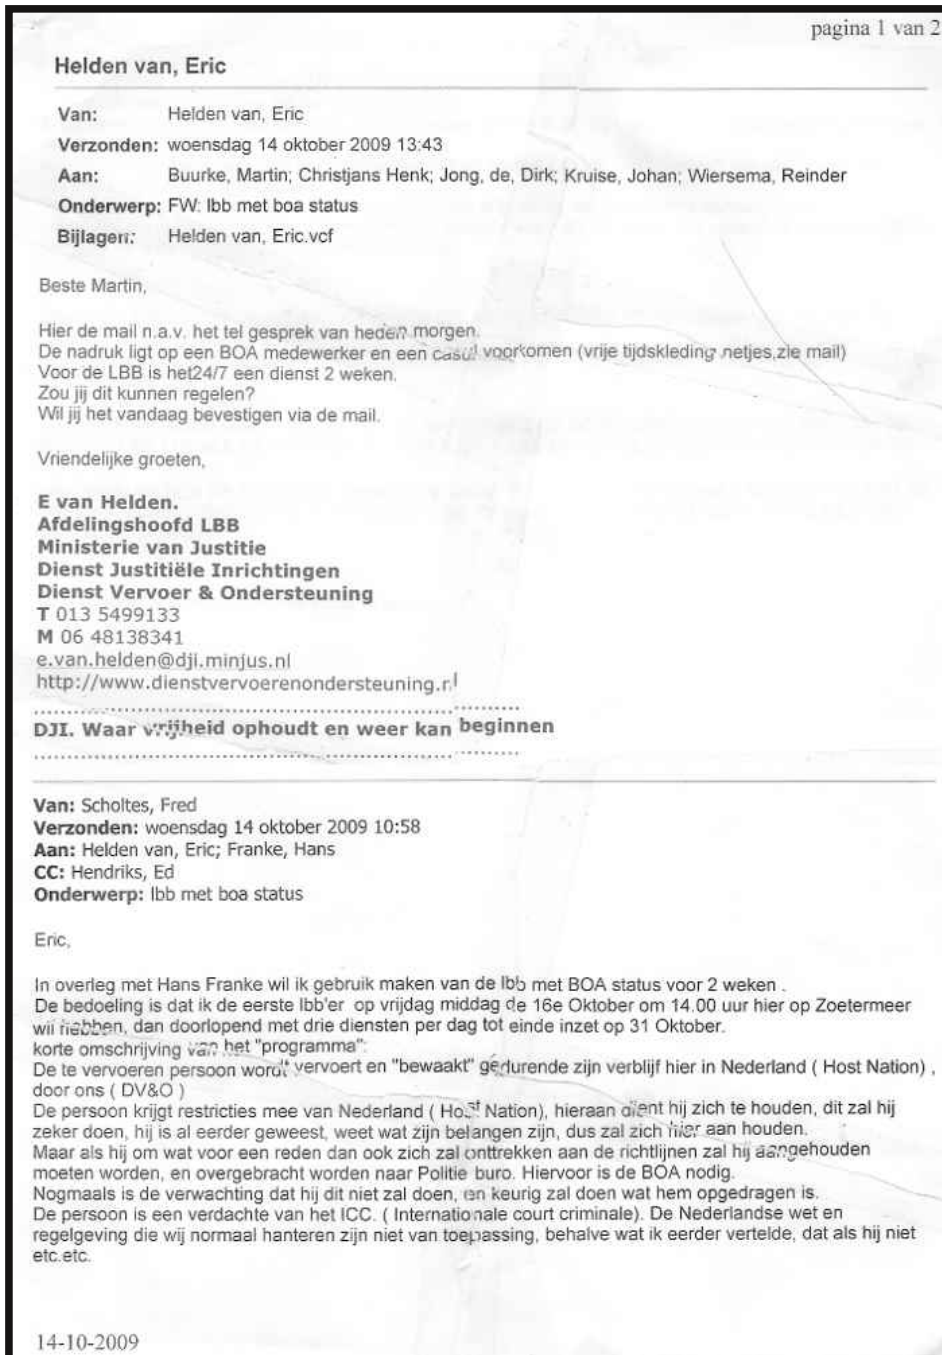 pagina 1 van 2
Helden van, Eric
Van: Helden van, Eric
Verzonden: woensdag 14 oktober 2009 13:43
Aan: Buurke, Martin; Christjans Henk; Jong, de, Dirk; Kruise, Johan; Wiersema, Reinder
Onderwerp: FW: lbb met boa status
Bijlagen: Helden van, Eric.vcf
Beste Martin,
Hier de mail n.a.v. het tel gesprek van heden morgen.
De nadruk ligt op een BOA medewerker en een casul voorkomen (vrije tijdskleding netjes,zie mail)
Voor de LBB is het24/7 een dienst 2 weken.
Zou jij dit kunnen regelen?
Wil jij het vandaag bevestigen via de mail.
Vriendelijke groeten,
E van Helden.
Afdelingshoofd LBB
Ministerie van Justitie
Dienst Justitiële Inrichtingen
Dienst Vervoer & Ondersteuning
T 013 5499133
M 06 48138341
e.van.helden@dji.minjus.nl
http://www.dienstvervoerenondersteuning.nl
DJI. Waar vrijheid ophoudt en weer kan beginnen
Van: Scholtes, Fred
Verzonden: woensdag 14 oktober 2009 10:58
Aan: Helden van, Eric; Franke, Hans
CC: Hendriks, Ed
Onderwerp: lbb met boa status
Eric,
In overleg met Hans Franke wil ik gebruik maken van de lbb met BOA status voor 2 weken .
De bedoeling is dat ik de eerste lbb'er op vrijdag middag de 16e Oktober om 14.00 uur hier op Zoetermeer
wil hebben, dan doorlopend met drie diensten per dag tot einde inzet op 31 Oktober.
korte omschrijving van het "programma":
De te vervoeren persoon wordt vervoert en "bewaakt" gedurende zijn verblijf hier in Nederland ( Host Nation) ,
door ons ( DV&O )
De persoon krijgt restricties mee van Nederland ( Host Nation), hieraan dient hij zich te houden, dit zal hij
zeker doen, hij is al eerder geweest, weet wat zijn belangen zijn, dus zal zich hier aan houden.
Maar als hij om wat voor een reden dan ook zich zal onttrekken aan de richtlijnen zal hij aangehouden
moeten worden, en overgebracht worden naar Politie buro. Hiervoor is de BOA nodig.
Nogmaals is de verwachting dat hij dit niet zal doen, en keurig zal doen wat hem opgedragen is.
De persoon is een verdachte van het ICC. ( Internationale court criminale). De Nederlandse wet en
regelgeving die wij normaal hanteren zijn niet van toepassing, behalve wat ik eerder vertelde, dat als hij niet
etc.etc.
14-10-2009